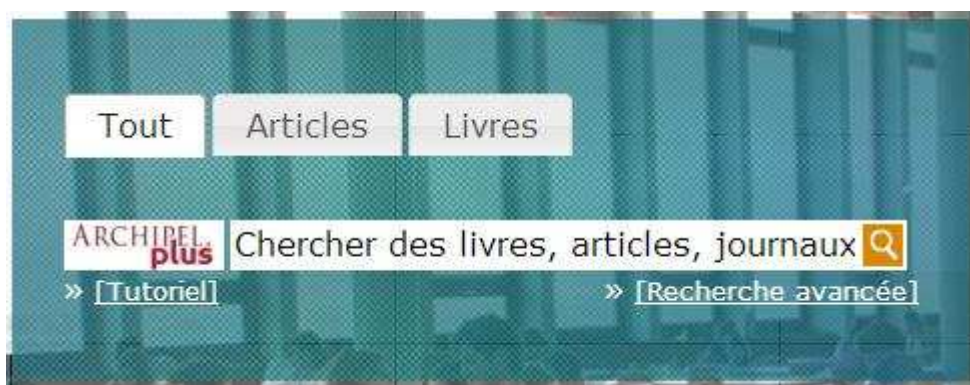 Tout Articles Livres
ARCHIPEL plus Chercher des livres, articles, journaux
» [Tutoriel] » [Recherche avancée]